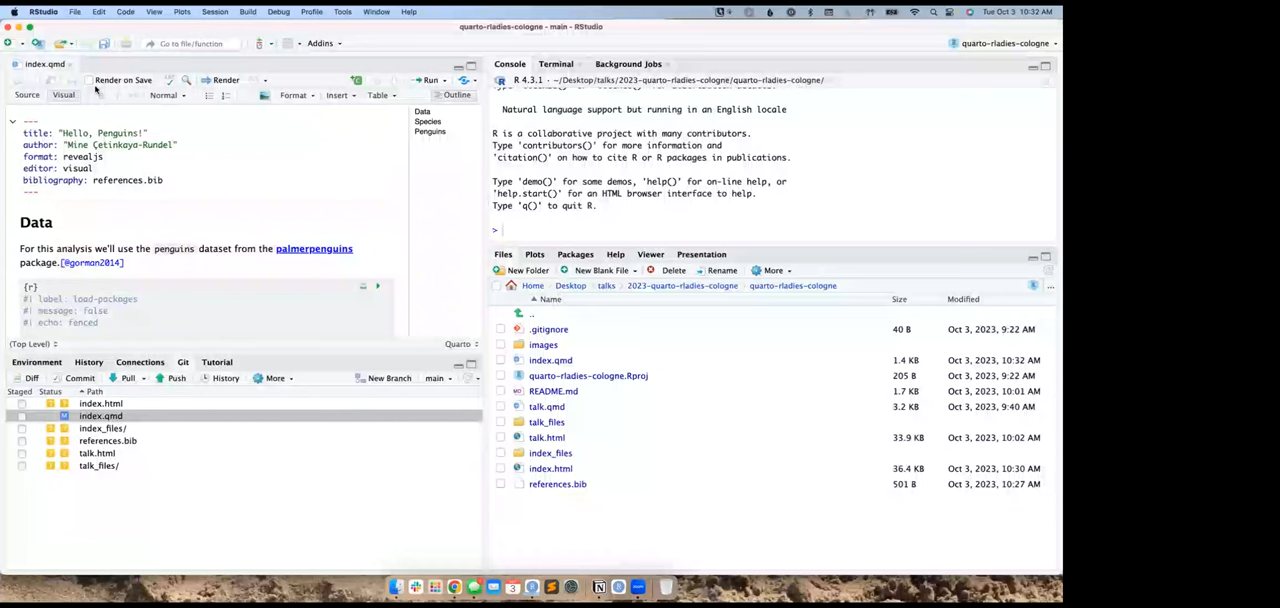 RStudio File Edit Code View Plots Session Build Debug Profile Tools Window Help Tue Oct 3 10:32 AM
quarto-rladies-cologne - main - RStudio
Go to file/function Addins quarto-rladies-cologne
index.qmd
Render on Save Render Run
Source Visual Normal Format Insert Table Outline
---
title: "Hello, Penguins!"
author: "Mine Çetinkaya-Rundel"
format: revealjs
editor: visual
bibliography: references.bib
---
Data
For this analysis we'll use the penguins dataset from the palmerpenguins
package.[@gorman2014]
{r}
#| label: load-packages
#| message: false
#| echo: fenced
Data
Species
Penguins
(Top Level) Quarto
Environment History Connections Git Tutorial
Diff Commit Pull Push History More New Branch main
Staged Status Path
index.html
M index.qmd
index_files/
references.bib
talk.html
talk_files/
Console Terminal Background Jobs
R 4.3.1 · ~/Desktop/talks/2023-quarto-rladies-cologne/quarto-rladies-cologne/
Natural language support but running in an English locale
R is a collaborative project with many contributors.
Type 'contributors()' for more information and
'citation()' on how to cite R or R packages in publications.
Type 'demo()' for some demos, 'help()' for on-line help, or
'help.start()' for an HTML browser interface to help.
Type 'q()' to quit R.
>
Files Plots Packages Help Viewer Presentation
New Folder New Blank File Delete Rename More
Home Desktop talks 2023-quarto-rladies-cologne quarto-rladies-cologne ...
Name Size Modified
..
.gitignore 40 B Oct 3, 2023, 9:22 AM
images
index.qmd 1.4 KB Oct 3, 2023, 10:32 AM
quarto-rladies-cologne.Rproj 205 B Oct 3, 2023, 9:22 AM
README.md 1.7 KB Oct 3, 2023, 10:01 AM
talk.qmd 3.2 KB Oct 3, 2023, 9:40 AM
talk_files
talk.html 33.9 KB Oct 3, 2023, 10:02 AM
index_files
index.html 36.4 KB Oct 3, 2023, 10:30 AM
references.bib 501 B Oct 3, 2023, 10:27 AM